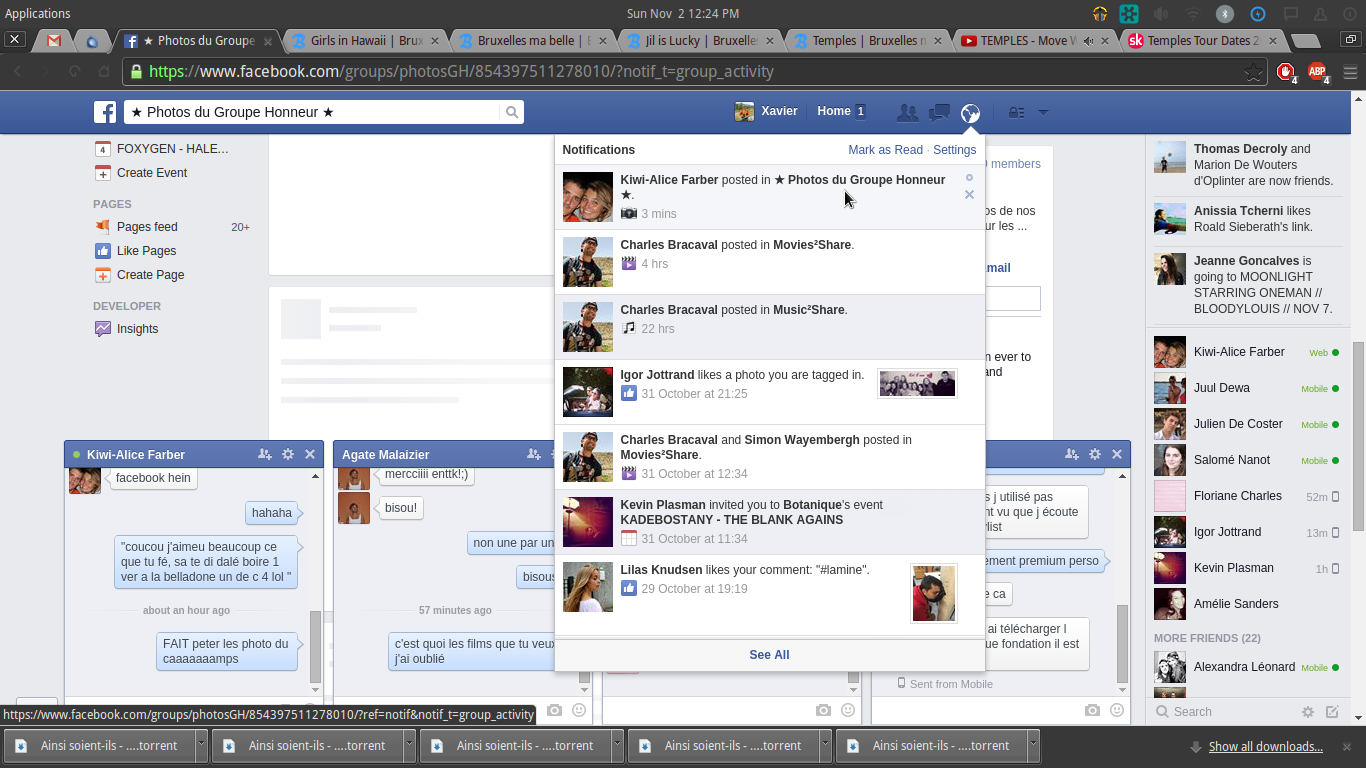 Applications
Sun Nov 2 12:24 PM
★ Photos du Groupe
Girls in Hawaii | Brux
Bruxelles ma belle | B
Jil is Lucky | Bruxelle
Temples | Bruxelles m
TEMPLES - Move W
Temples Tour Dates 2
https://www.facebook.com/groups/photosGH/854397511278010/?notif_t=group_activity
4
ABP
4
★ Photos du Groupe Honneur ★
Xavier
Home 1
4 FOXYGEN - HALE...
Create Event
PAGES
Pages feed 20+
Like Pages
Create Page
DEVELOPER
Insights
Notifications
Mark as Read · Settings
Kiwi-Alice Farber posted in ★ Photos du Groupe Honneur
★.
3 mins
Charles Bracaval posted in Movies²Share.
4 hrs
Charles Bracaval posted in Music²Share.
22 hrs
Igor Jottrand likes a photo you are tagged in.
31 October at 21:25
Charles Bracaval and Simon Wayembergh posted in
Movies²Share.
31 October at 12:34
Kevin Plasman invited you to Botanique's event
KADEBOSTANY - THE BLANK AGAINS
31 October at 11:34
Lilas Knudsen likes your comment: "#lamine".
29 October at 19:19
See All
members
os de nos
ur les ...
mail
n ever to
and
Thomas Decroly and
Marion De Wouters
d'Oplinter are now friends.
Anissia Tcherni likes
Roald Sieberath's link.
Jeanne Goncalves is
going to MOONLIGHT
STARRING ONEMAN //
BLOODYLOUIS // NOV 7.
Kiwi-Alice Farber Web
Juul Dewa Mobile
Julien De Coster Mobile
Salomé Nanot Mobile
Floriane Charles 52m
Igor Jottrand 13m
Kevin Plasman 1h
Amélie Sanders
MORE FRIENDS (22)
Alexandra Léonard Mobile
Search
Kiwi-Alice Farber
facebook hein
hahaha
"coucou j'aimeu beaucoup ce
que tu fé, sa te di dalé boire 1
ver a la belladone un de c 4 lol "
about an hour ago
FAIT peter les photo du
caaaaaaamps
Agate Malaizier
mercciiii enttk!;)
bisou!
non une par un
bisous
57 minutes ago
c'est quoi les films que tu veux
j'ai oublié
s j utilisé pas
nt vu que j écoute
ylist
ement premium perso
e ca
ai télécharger l
ue fondation il est
Sent from Mobile
https://www.facebook.com/groups/photosGH/854397511278010/?ref=notif&notif_t=group_activity
Ainsi soient-ils - ....torrent
Ainsi soient-ils - ....torrent
Ainsi soient-ils - ....torrent
Ainsi soient-ils - ....torrent
Ainsi soient-ils - ....torrent
Show all downloads...